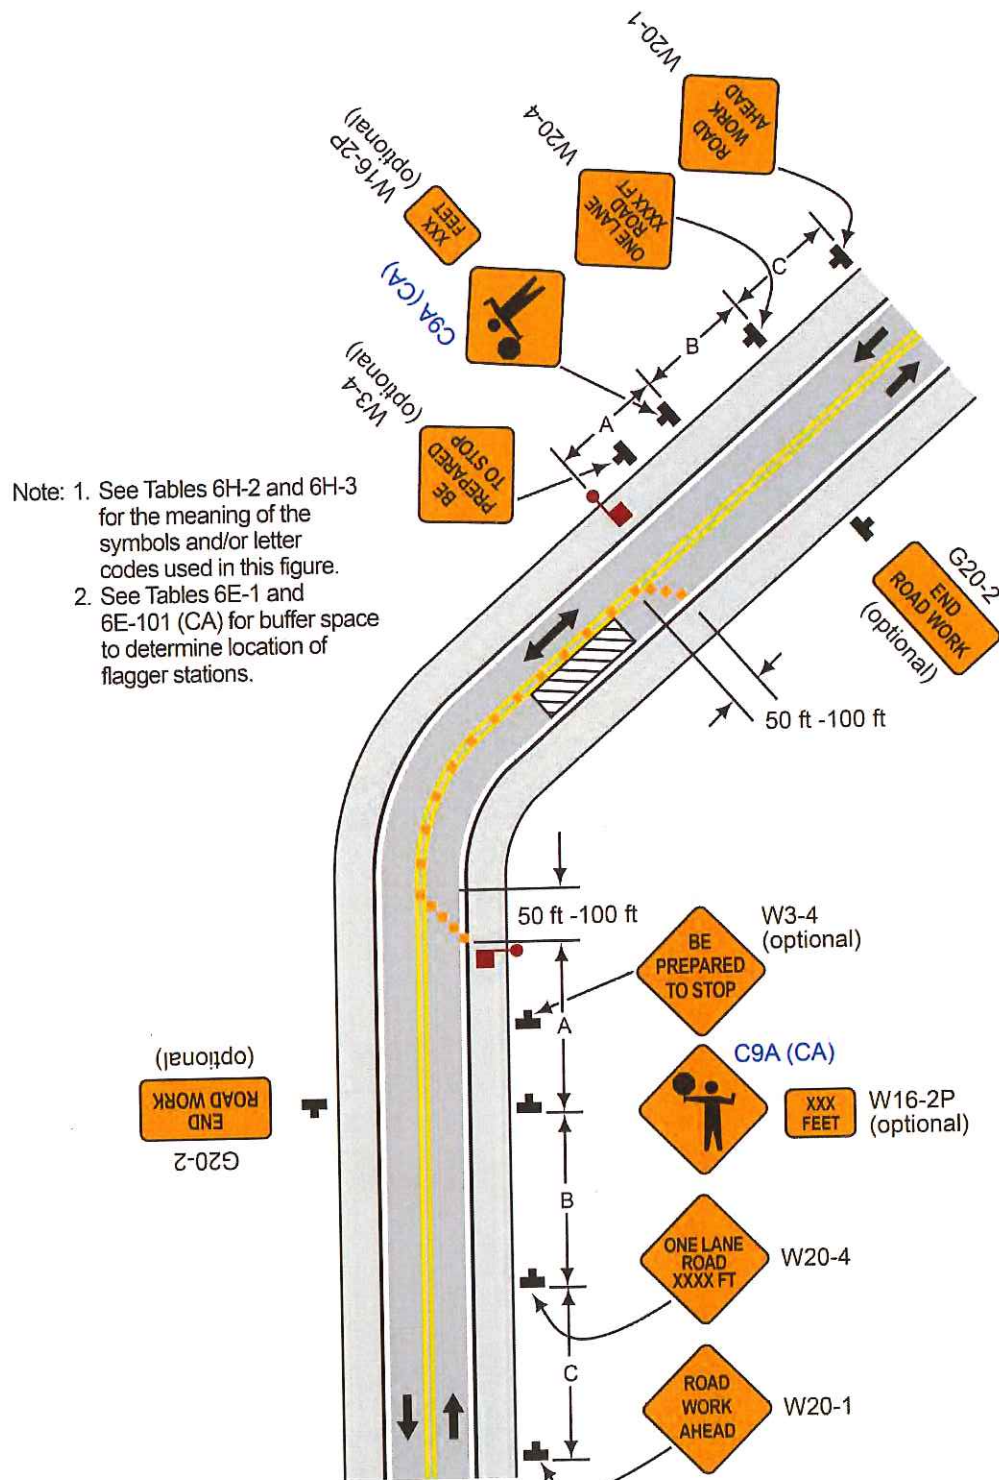 W20-1
ROAD
WORK
AHEAD
W20-4
ONE LANE
ROAD
XXXX FT
W16-2P
(optional)
XXX
FEET
C9A (CA)
W3-4
(optional)
BE
PREPARED
TO STOP
C
B
A
Note: 1. See Tables 6H-2 and 6H-3
for the meaning of the
symbols and/or letter
codes used in this figure.
2. See Tables 6E-1 and
6E-101 (CA) for buffer space
to determine location of
flagger stations.
G20-2
END
ROAD WORK
(optional)
50 ft -100 ft
50 ft -100 ft
W3-4
(optional)
BE
PREPARED
TO STOP
A
C9A (CA)
XXX
FEET
W16-2P
(optional)
(optional)
END
ROAD WORK
G20-2
B
ONE LANE
ROAD
XXXX FT
W20-4
C
ROAD
WORK
AHEAD
W20-1